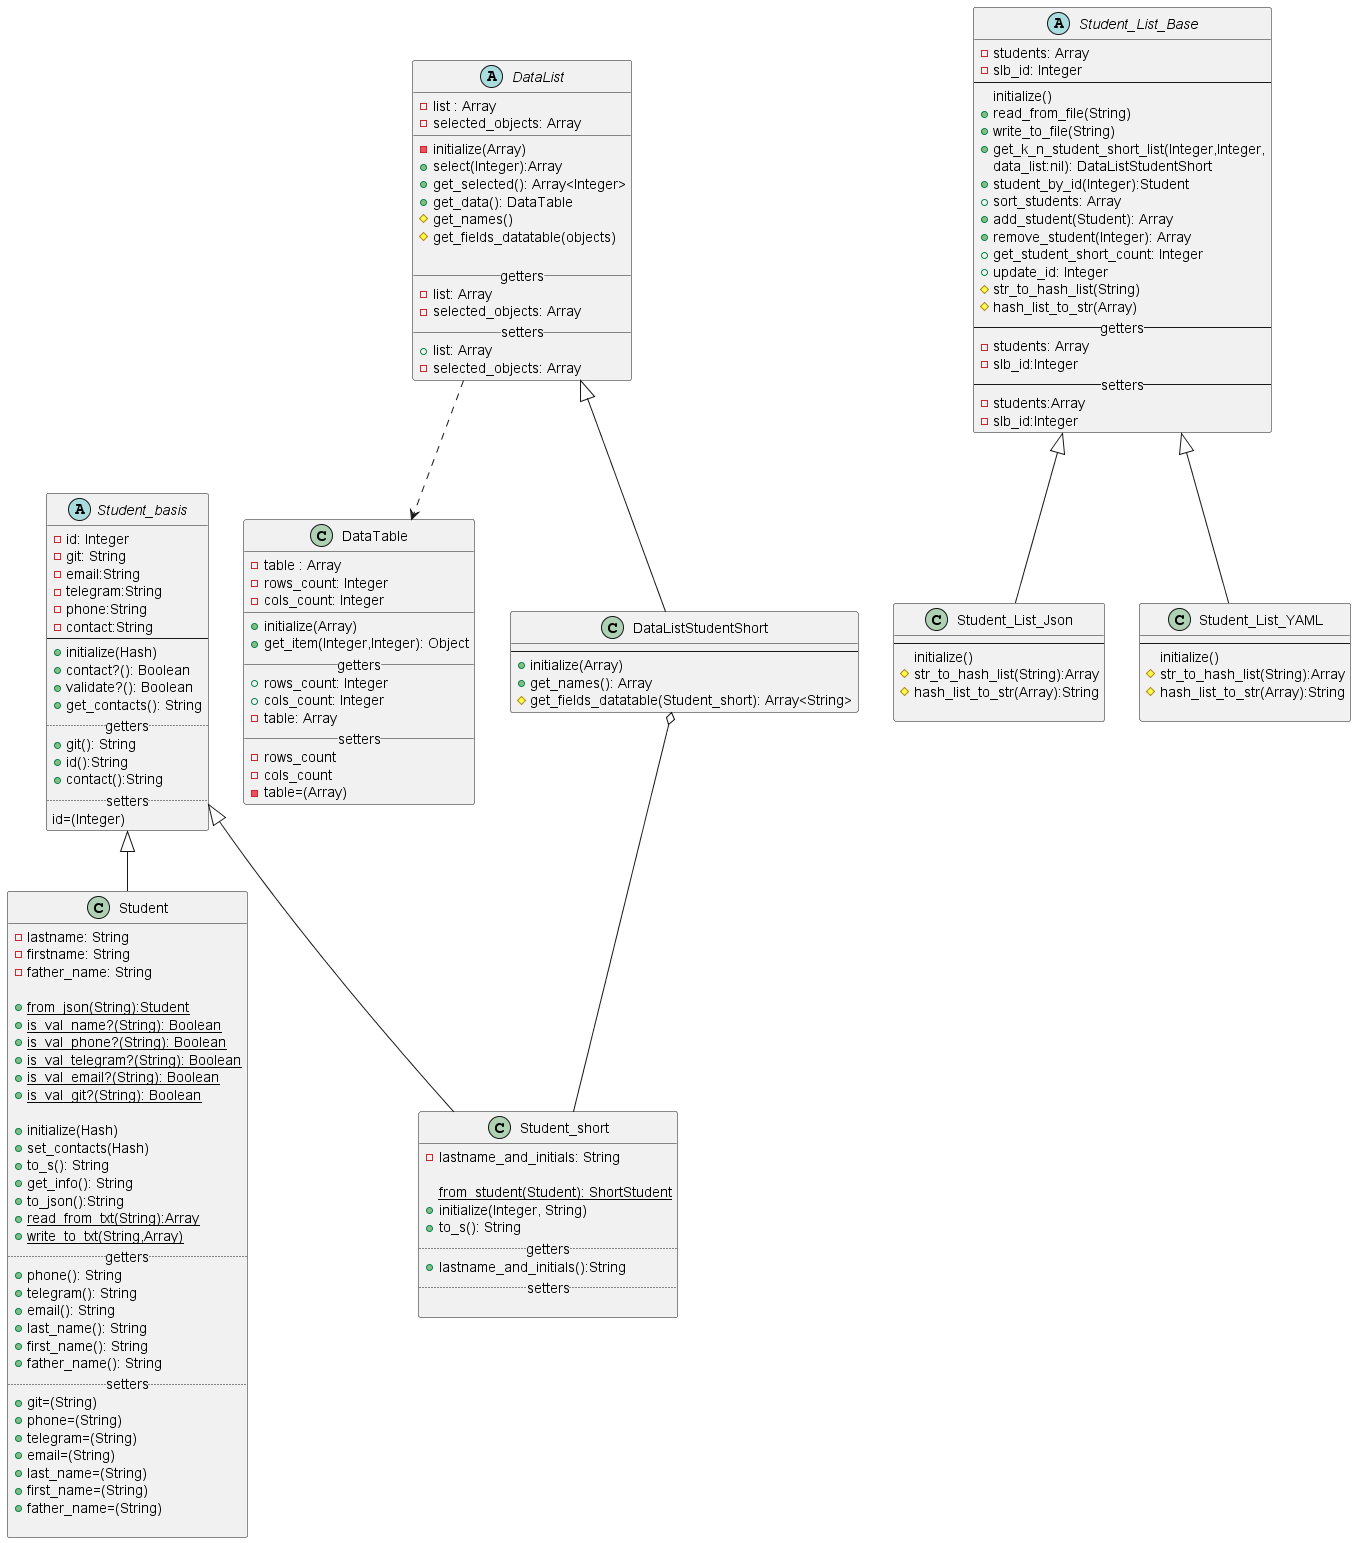 A Student_List_Base
students: Array
slb_id: Integer
initialize()
read_from_file(String)
write_to_file(String)
get_k_n_student_short_list(Integer,Integer,
data_list:nil): DataListStudentShort
student_by_id(Integer):Student
sort_students: Array
add_student(Student): Array
remove_student(Integer): Array
get_student_short_count: Integer
update_id: Integer
str_to_hash_list(String)
hash_list_to_str(Array)
getters
students: Array
slb_id:Integer
setters
students:Array
slb_id:Integer
A DataList
list : Array
selected_objects: Array
initialize(Array)
select(Integer):Array
get_selected(): Array<Integer>
get_data(): DataTable
get_names()
get_fields_datatable(objects)
getters
list: Array
selected_objects: Array
setters
list: Array
selected_objects: Array
A Student_basis
id: Integer
git: String
email:String
telegram:String
phone:String
contact:String
initialize(Hash)
contact?(): Boolean
validate?(): Boolean
get_contacts(): String
getters
git(): String
id():String
contact():String
setters
id=(Integer)
C DataTable
table : Array
rows_count: Integer
cols_count: Integer
initialize(Array)
get_item(Integer,Integer): Object
getters
rows_count: Integer
cols_count: Integer
table: Array
setters
rows_count
cols_count
table=(Array)
C DataListStudentShort
initialize(Array)
get_names(): Array
get_fields_datatable(Student_short): Array<String>
C Student_List_Json
initialize()
str_to_hash_list(String):Array
hash_list_to_str(Array):String
C Student_List_YAML
initialize()
str_to_hash_list(String):Array
hash_list_to_str(Array):String
C Student
lastname: String
firstname: String
father_name: String
from_json(String):Student
is_val_name?(String): Boolean
is_val_phone?(String): Boolean
is_val_telegram?(String): Boolean
is_val_email?(String): Boolean
is_val_git?(String): Boolean
initialize(Hash)
set_contacts(Hash)
to_s(): String
get_info(): String
to_json():String
read_from_txt(String):Array
write_to_txt(String,Array)
getters
phone(): String
telegram(): String
email(): String
last_name(): String
first_name(): String
father_name(): String
setters
git=(String)
phone=(String)
telegram=(String)
email=(String)
last_name=(String)
first_name=(String)
father_name=(String)
C Student_short
lastname_and_initials: String
from_student(Student): ShortStudent
initialize(Integer, String)
to_s(): String
getters
lastname_and_initials():String
setters